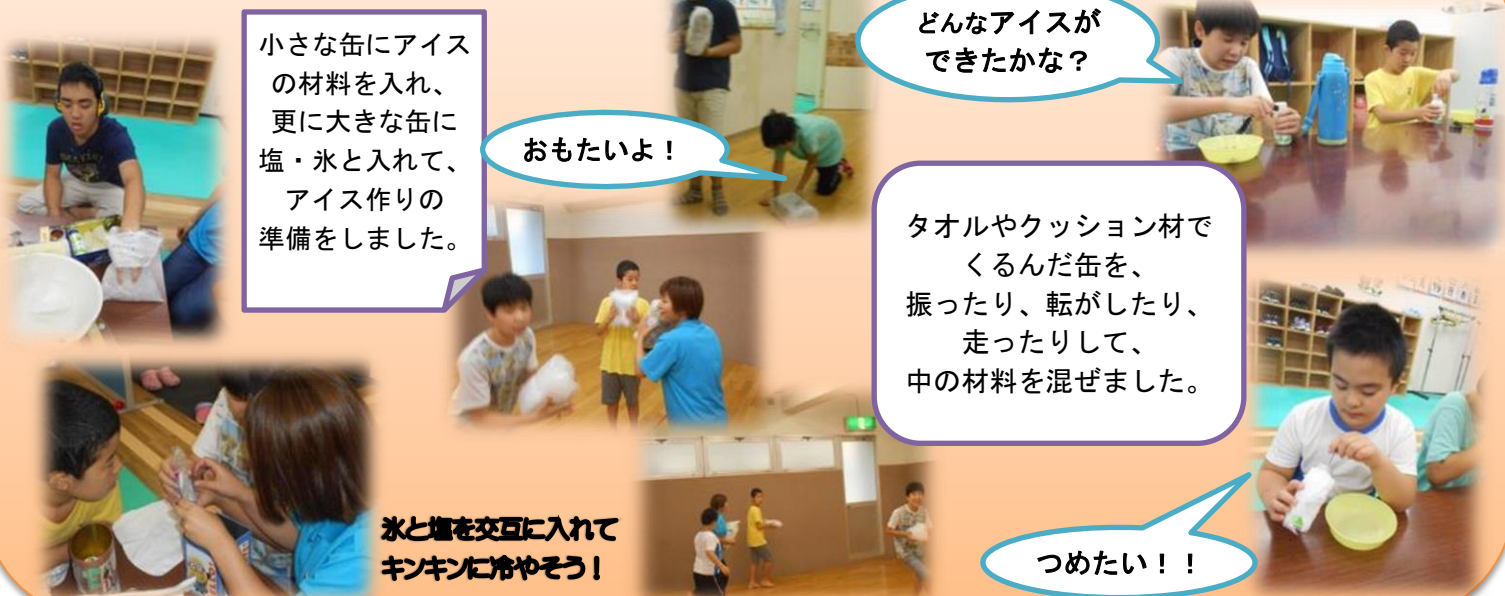 小さな缶にアイス
の材料を入れ、
更に大きな缶に
塩・氷と入れて、
アイス作りの
準備をしました。
おもたいよ！
どんなアイスが
できたかな？
タオルやクッション材で
くるんだ缶を、
振ったり、転がしたり、
走ったりして、
中の材料を混ぜました。
氷と塩を交互に入れて
キンキンに冷やそう！
つめたい！！